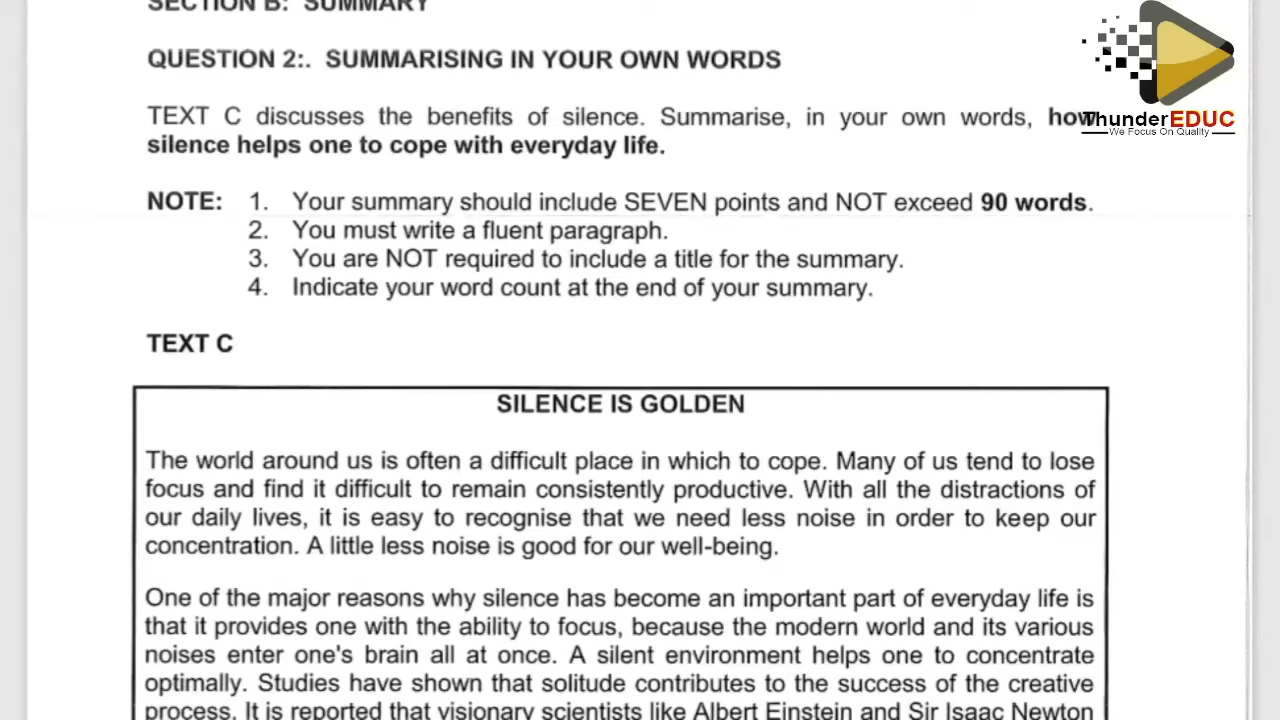 SECTION B: SUMMARY
QUESTION 2:. SUMMARISING IN YOUR OWN WORDS
TEXT C discusses the benefits of silence. Summarise, in your own words, how
silence helps one to cope with everyday life.
ThunderEDUC
We Focus On Quality
NOTE: 1. Your summary should include SEVEN points and NOT exceed 90 words.
2. You must write a fluent paragraph.
3. You are NOT required to include a title for the summary.
4. Indicate your word count at the end of your summary.
TEXT C
SILENCE IS GOLDEN
The world around us is often a difficult place in which to cope. Many of us tend to lose
focus and find it difficult to remain consistently productive. With all the distractions of
our daily lives, it is easy to recognise that we need less noise in order to keep our
concentration. A little less noise is good for our well-being.
One of the major reasons why silence has become an important part of everyday life is
that it provides one with the ability to focus, because the modern world and its various
noises enter one's brain all at once. A silent environment helps one to concentrate
optimally. Studies have shown that solitude contributes to the success of the creative
process. It is reported that visionary scientists like Albert Einstein and Sir Isaac Newton